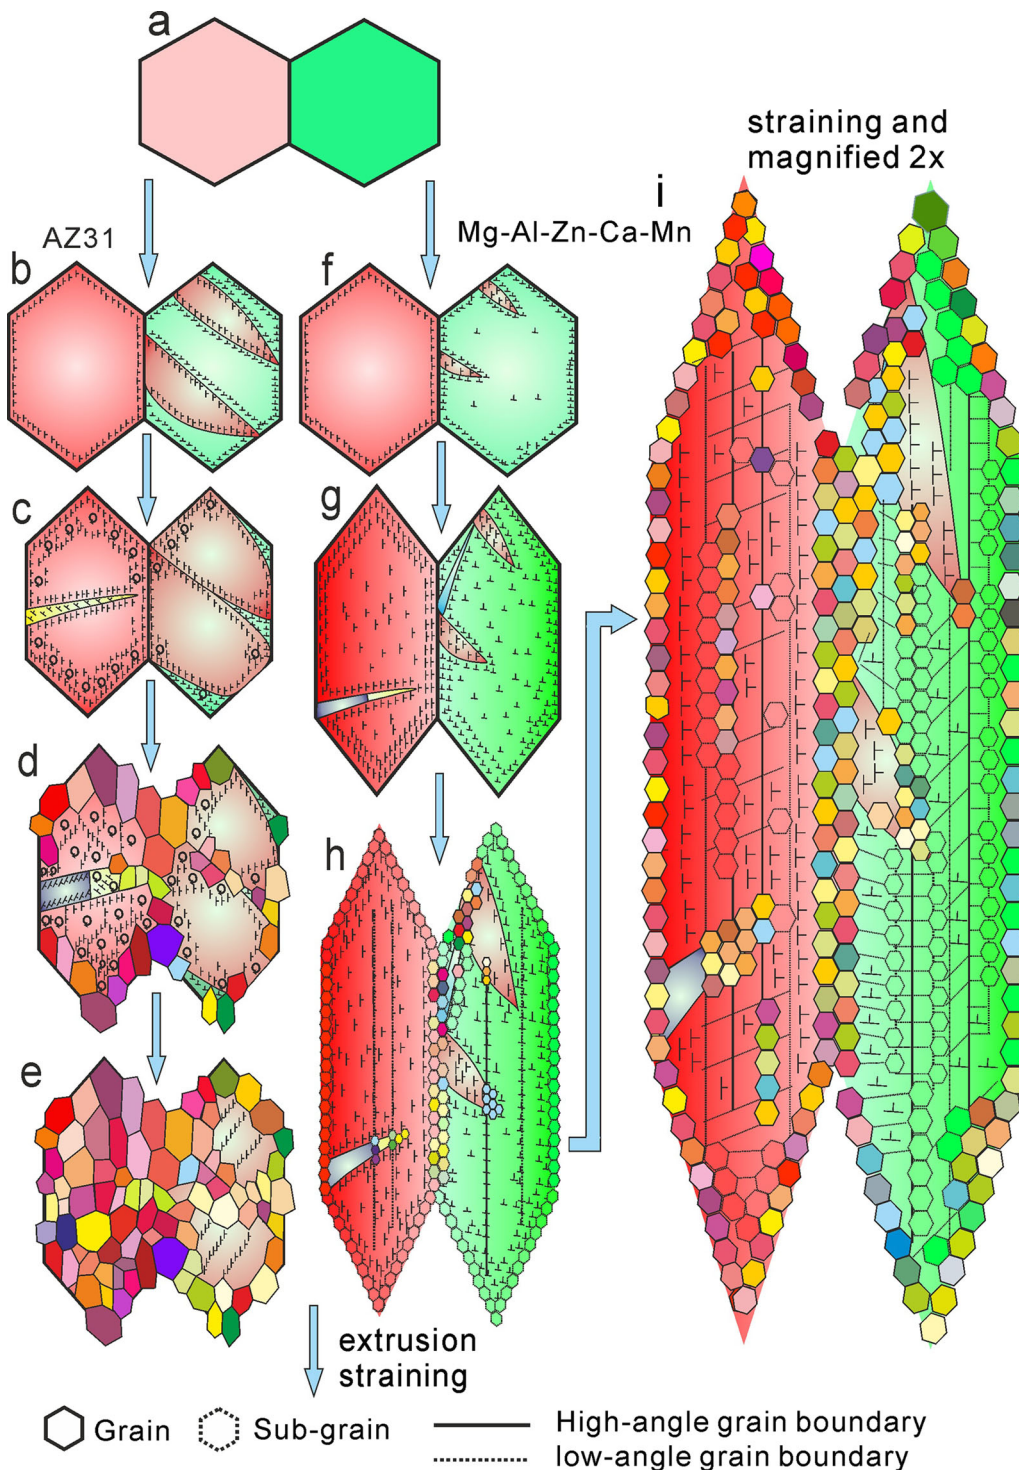 a
straining and
magnified 2x
i
AZ31
Mg-Al-Zn-Ca-Mn
b
f
c
g
d
h
e
extrusion
straining
Grain
Sub-grain
High-angle grain boundary
low-angle grain boundary